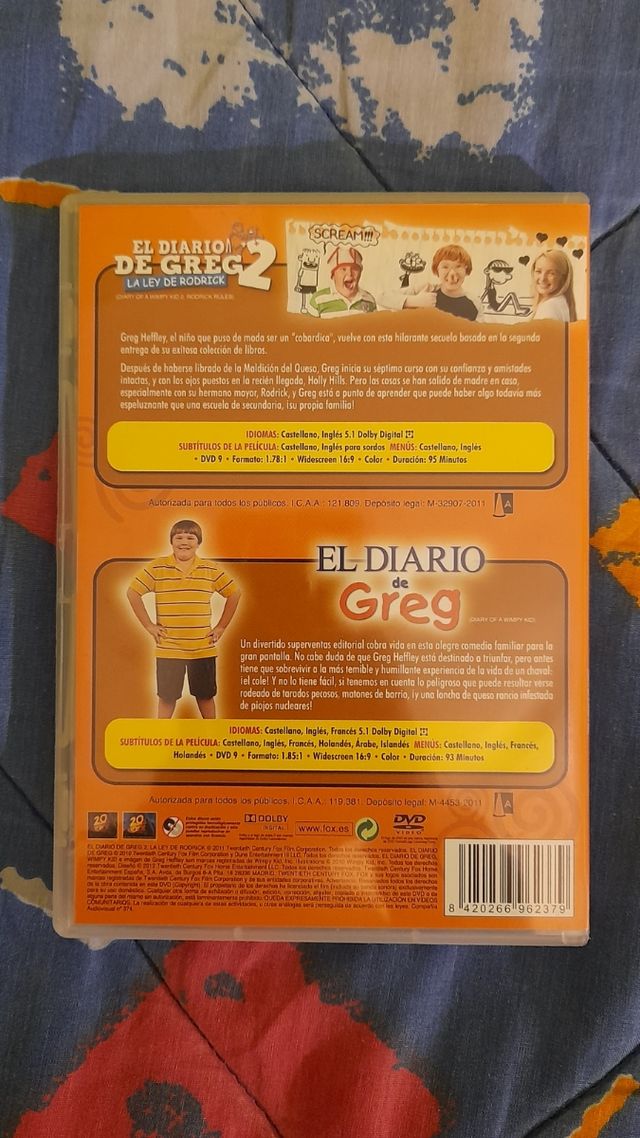 EL DIARIO
DE GREG 2
LA LEY DE RODRICK
(DIARY OF A WIMPY KID 2: RODRICK RULES)
SCREAM!!!
Greg Heffley, el niño que puso de moda ser un "cobardica", vuelve con esta hilarante secuela basado en la segunda
entrega de su exitosa colección de libros.
Después de haberse librado de la Maldición del Queso, Greg inicia su séptimo curso con su confianza y amistades
intactas, y con los ojos puestos en la recién llegada, Holly Hills. Pero las cosas se han salido de madre en casa,
especialmente con su hermano mayor, Rodrick, y Greg está a punto de aprender que puede haber algo todavía más
espeluznante que una escuela de secundaria, ¡su propia familia!
IDIOMAS: Castellano, Inglés 5.1 Dolby Digital
SUBTÍTULOS DE LA PELÍCULA: Castellano, Inglés para sordos MENÚS: Castellano, Inglés
• DVD 9 • Formato: 1.78:1 • Widescreen 16:9 • Color • Duración: 95 Minutos
Autorizada para todos los públicos. I.C.A.A.: 121.809. Depósito legal: M-32907-2011
A
EL DIARIO
de
Greg
(DIARY OF A WIMPY KID)
Un divertido superventas editorial cobra vida en esta alegre comedia familiar para la
gran pantalla. No cabe duda de que Greg Heffley está destinado a triunfar, pero antes
tiene que sobrevivir a la más temible y humillante experiencia de la vida de un chaval:
¡el cole! Y no lo tiene fácil, si tenemos en cuenta lo peligroso que puede resultar verse
rodeado de tarados pecosos, matones de barrio, ¡y una loncha de queso rancio infestada
de piojos nucleares!
IDIOMAS: Castellano, Inglés, Francés 5.1 Dolby Digital
SUBTÍTULOS DE LA PELÍCULA: Castellano, Inglés, Francés, Holandés, Árabe, Islandés MENÚS: Castellano, Inglés, Francés,
Holandés • DVD 9 • Formato: 1.85:1 • Widescreen 16:9 • Color • Duración: 93 Minutos
Autorizada para todos los públicos. I.C.A.A.: 119.381. Depósito legal: M-4453-2011
A
DOLBY
DIGITAL
www.fox.es
DVD
VIDEO
8 420266 962379